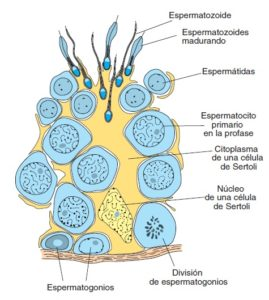 Espermatozoide
Espermatozoides
madurando
Espermátidas
Espermatocito
primario
en la profase
Citoplasma
de una célula
de Sertoli
Núcleo
de una célula
de Sertoli
División
de espermatogonios
Espermatogonios